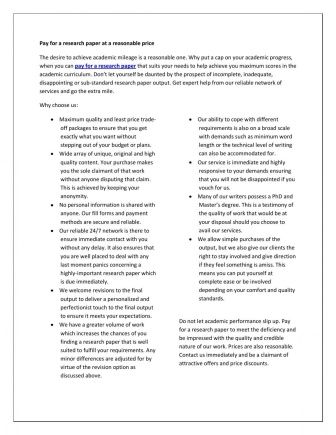 Pay for a research paper at a reasonable price
The desire to achieve academic mileage is a reasonable one. Why put a cap on your academic progress,
when you can pay for a research paper that suits your needs to help achieve you maximum scores in the
academic curriculum. Don't let yourself be daunted by the prospect of incomplete, inadequate,
disappointing or sub-standard research paper output. Get expert help from our reliable network of
services and go the extra mile.
Why choose us:
• Maximum quality and least price trade-
off packages to ensure that you get
exactly what you want without
stepping out of your budget or plans.
• Wide array of unique, original and high
quality content. Your purchase makes
you the sole claimant of that work
without anyone disputing that claim.
This is achieved by keeping your
anonymity.
• No personal information is shared with
anyone. Our fill forms and payment
methods are secure and reliable.
• Our reliable 24/7 network is there to
ensure immediate contact with you
without any delay. It also ensures that
you are well placed to deal with any
last moment panics concerning a
highly-important research paper which
is due immediately.
• We welcome revisions to the final
output to deliver a personalized and
perfectionist touch to the final output
to ensure it meets your expectations.
• We have a greater volume of work
which increases the chances of you
finding a research paper that is well
suited to fulfill your requirements. Any
minor differences are adjusted for by
virtue of the revision option as
discussed above.
• Our ability to cope with different
requirements is also on a broad scale
with demands such as minimum word
length or the technical level of writing
can also be accommodated for.
• Our service is immediate and highly
responsive to your demands ensuring
that you will not be disappointed if you
vouch for us.
• Many of our writers possess a PhD and
Master's degree. This is a testimony of
the quality of work that would be at
your disposal should you choose to
avail our services.
• We allow simple purchases of the
output, but we also give our clients the
right to stay involved and give direction
if they feel something is amiss. This
means you can put yourself at
complete ease or be involved
depending on your comfort and quality
standards.
Do not let academic performance slip up. Pay
for a research paper to meet the deficiency and
be impressed with the quality and credible
nature of our work. Prices are also reasonable.
Contact us immediately and be a claimant of
attractive offers and price discounts.